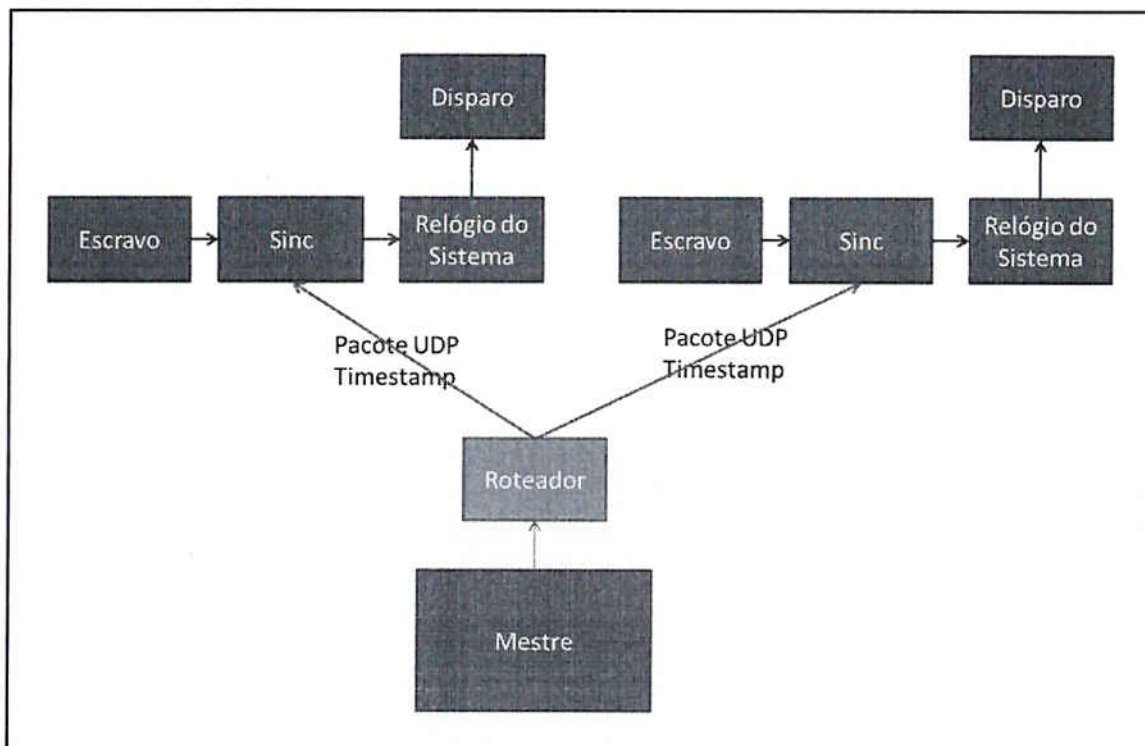 Disparo
Disparo
Escravo
Sinc
Relógio do
Sistema
Escravo
Sinc
Relógio do
Sistema
Pacote UDP
Timestamp
Pacote UDP
Timestamp
Roteador
Mestre